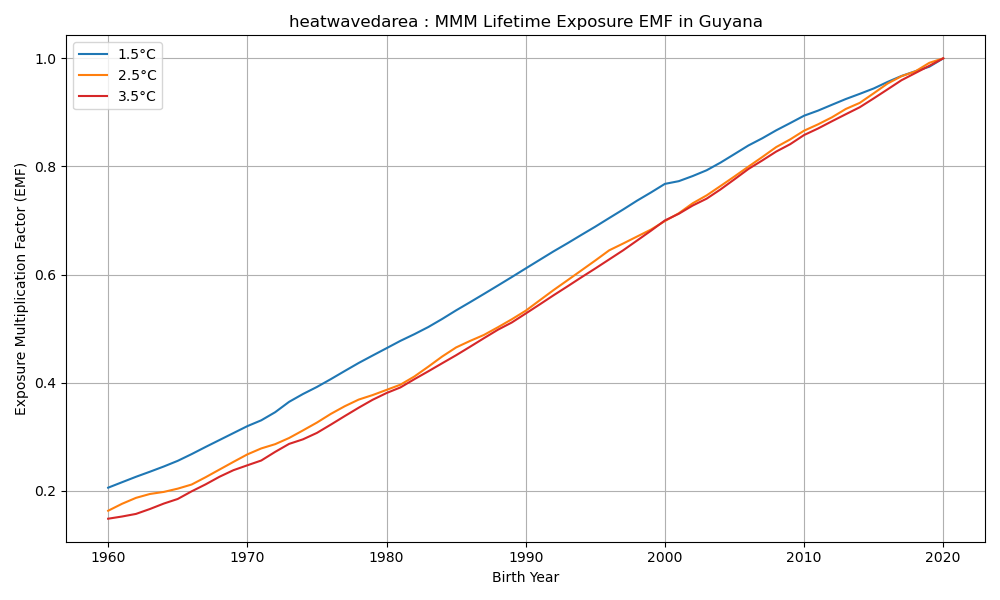 heatwavedarea : MMM Lifetime Exposure EMF in Guyana
1.5°C
2.5°C
3.5°C
Exposure Multiplication Factor (EMF)
1.0
0.8
0.6
0.4
0.2
1960 1970 1980 1990 2000 2010 2020
Birth Year